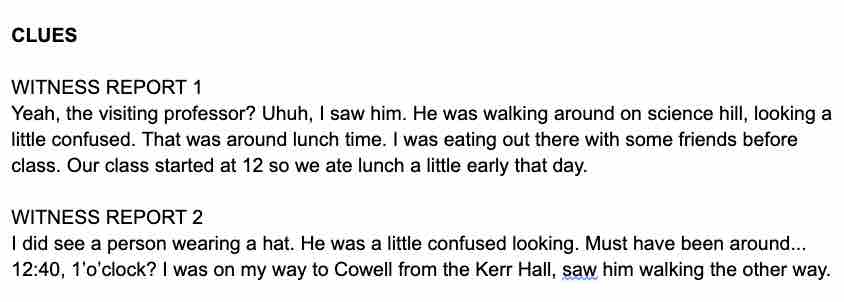 CLUES
WITNESS REPORT 1
Yeah, the visiting professor? Uhuh, I saw him. He was walking around on science hill, looking a
little confused. That was around lunch time. I was eating out there with some friends before
class. Our class started at 12 so we ate lunch a little early that day.
WITNESS REPORT 2
I did see a person wearing a hat. He was a little confused looking. Must have been around...
12:40, 1'o'clock? I was on my way to Cowell from the Kerr Hall, saw him walking the other way.